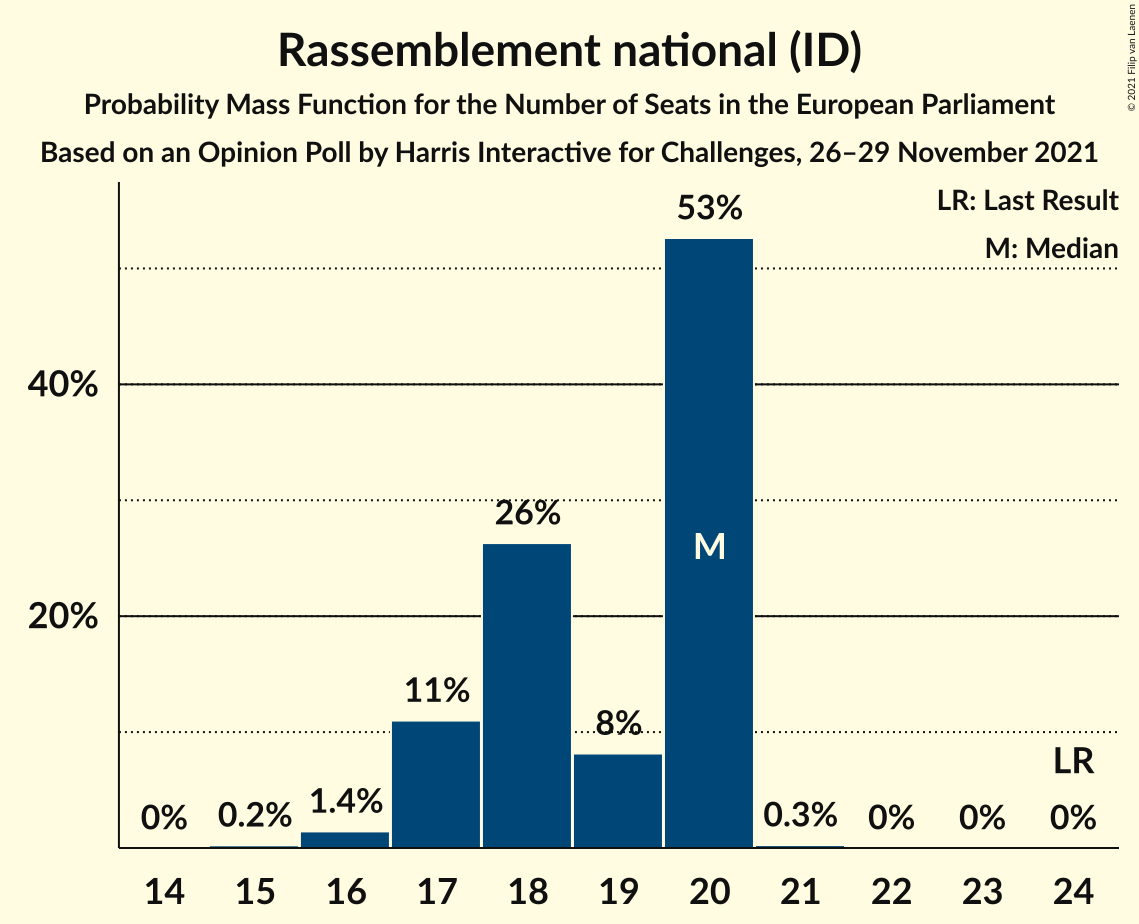 Rassemblement national (ID)
Probability Mass Function for the Number of Seats in the European Parliament
Based on an Opinion Poll by Harris Interactive for Challenges, 26–29 November 2021
© 2021 Filip van Laenen
LR: Last Result
M: Median
53%
40%
26%
M
20%
11%
8%
LR
0%
0.2%
1.4%
0.3%
0%
0%
0%
14 15 16 17 18 19 20 21 22 23 24